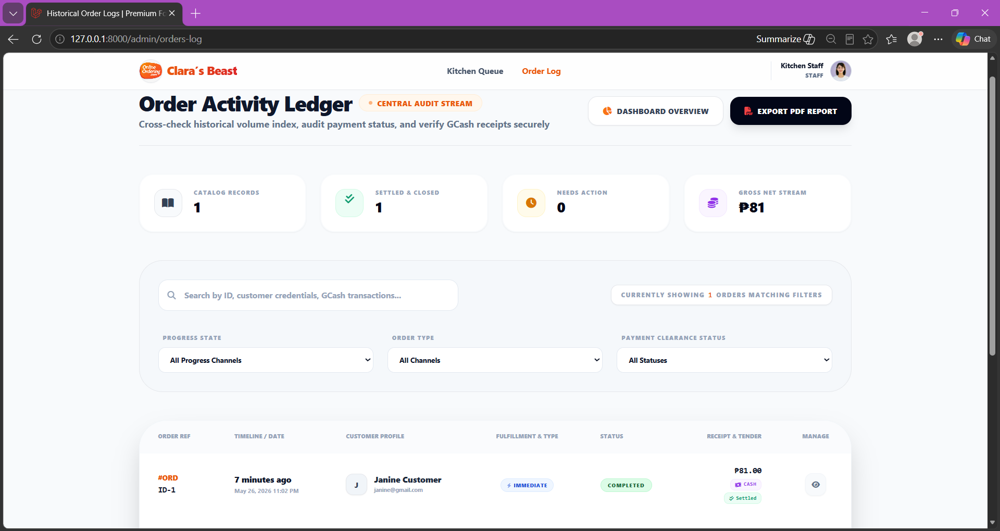 Historical Order Logs | Premium Fo
127.0.0.1:8000/admin/orders-log
Summarize
Chat
Online
Ordering
.com
Clara's Beast
Kitchen Queue
Order Log
Kitchen Staff
STAFF
Order Activity Ledger
CENTRAL AUDIT STREAM
Cross-check historical volume index, audit payment status, and verify GCash receipts securely
DASHBOARD OVERVIEW
PDF
EXPORT PDF REPORT
CATALOG RECORDS
1
SETTLED & CLOSED
1
NEEDS ACTION
0
GROSS NET STREAM
₱81
Search by ID, customer credentials, GCash transactions...
CURRENTLY SHOWING 1 ORDERS MATCHING FILTERS
PROGRESS STATE
All Progress Channels
ORDER TYPE
All Channels
PAYMENT CLEARANCE STATUS
All Statuses
ORDER REF
TIMELINE / DATE
CUSTOMER PROFILE
FULFILLMENT & TYPE
STATUS
RECEIPT & TENDER
MANAGE
#ORD
ID-1
7 minutes ago
May 26, 2026 11:02 PM
J
Janine Customer
janine@gmail.com
IMMEDIATE
COMPLETED
₱81.00
CASH
Settled